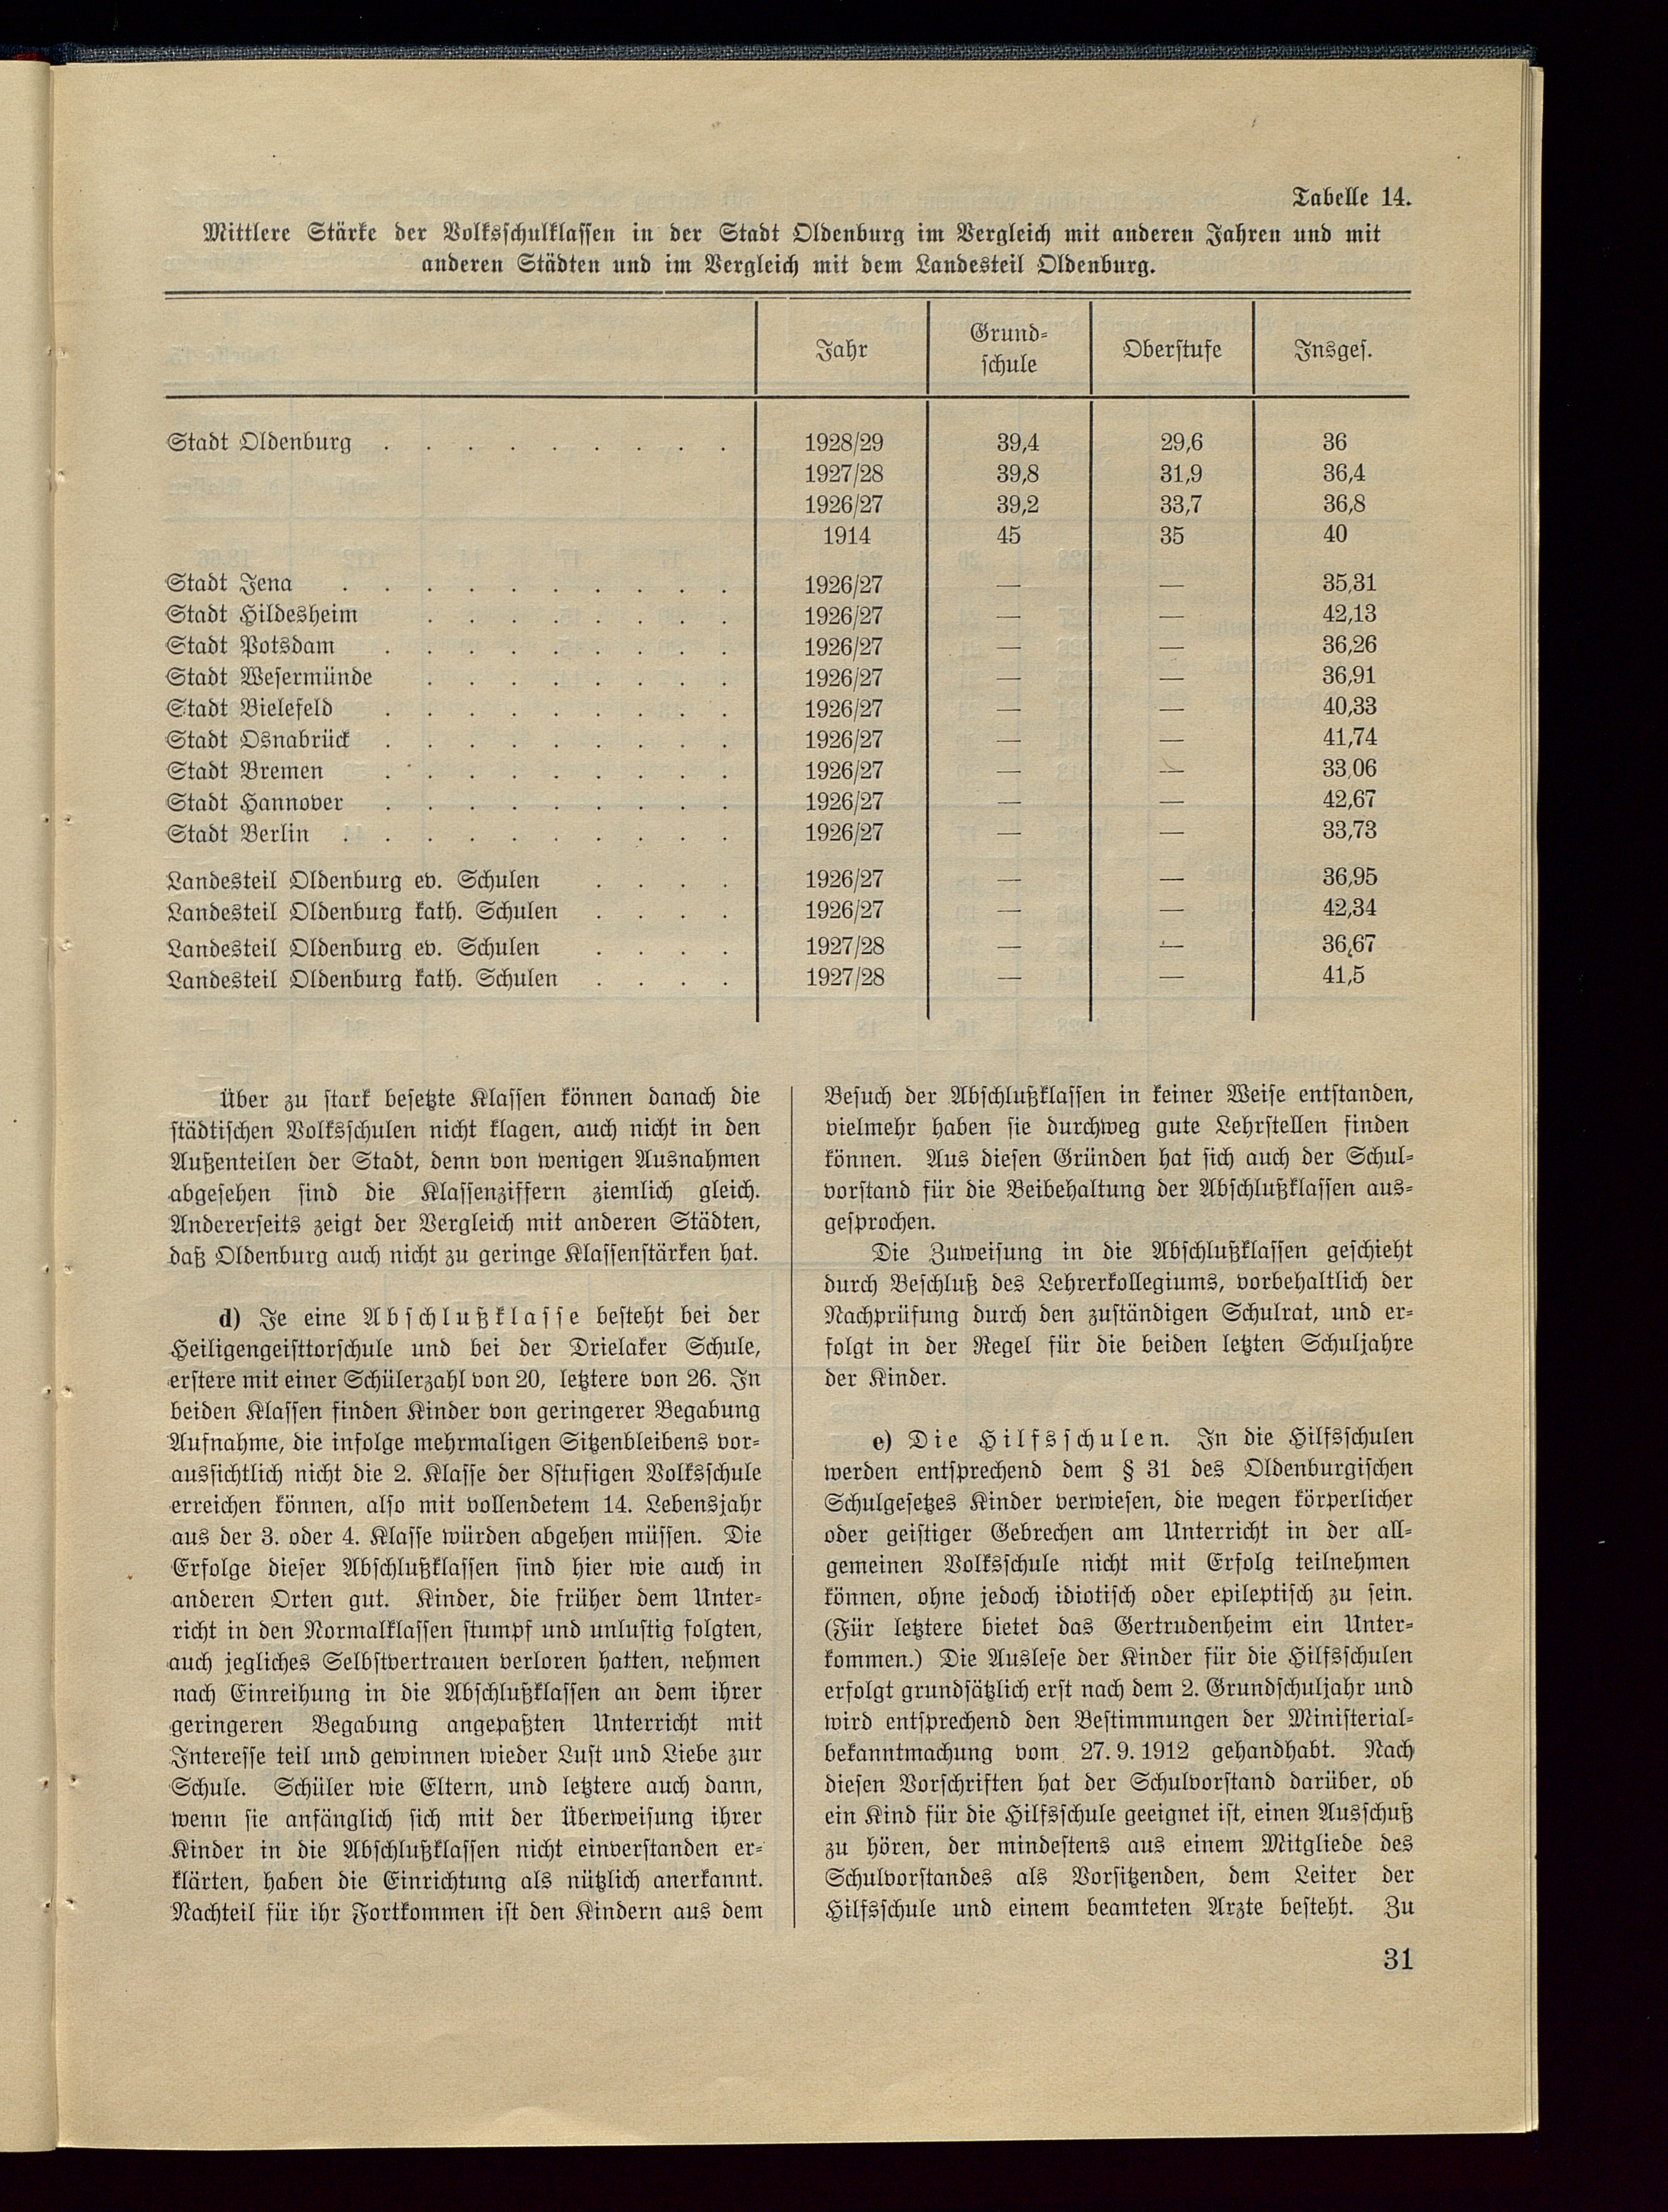 Tabelle 14.
Mittlere Stärke der Volksschulklassen in der Stadt Oldenburg im Vergleich mit anderen Jahren und mit
anderen Städten und im Vergleich mit dem Landesteil Oldenburg.
Jahr Grund- schule Oberstufe Insges.
Stadt Oldenburg . . . . . . . . . 1928/29 39,4 29,6 36
1927/28 39,8 31,9 36,4
1926/27 39,2 33,7 36,8
1914 45 35 40
Stadt Jena . . . . . . . . . . 1926/27 — — 35,31
Stadt Hildesheim . . . . . . . . 1926/27 — — 42,13
Stadt Potsdam . . . . . . . . . 1926/27 — — 36,26
Stadt Wesermünde . . . . . . . . 1926/27 — — 36,91
Stadt Bielefeld . . . . . . . . . 1926/27 — — 40,33
Stadt Osnabrück . . . . . . . . . 1926/27 — — 41,74
Stadt Bremen . . . . . . . . . 1926/27 — — 33,06
Stadt Hannover . . . . . . . . . 1926/27 — — 42,67
Stadt Berlin . . . . . . . . . . 1926/27 — — 33,73
Landesteil Oldenburg ev. Schulen . . . . 1926/27 — — 36,95
Landesteil Oldenburg kath. Schulen . . . . 1926/27 — — 42,34
Landesteil Oldenburg ev. Schulen . . . . 1927/28 — — 36,67
Landesteil Oldenburg kath. Schulen . . . . 1927/28 — — 41,5
Über zu stark besetzte Klassen können danach die
städtischen Volksschulen nicht klagen, auch nicht in den
Außenteilen der Stadt, denn von wenigen Ausnahmen
abgesehen sind die Klassenziffern ziemlich gleich.
Andererseits zeigt der Vergleich mit anderen Städten,
daß Oldenburg auch nicht zu geringe Klassenstärken hat.
d) Je eine Abschlußklasse besteht bei der
Heiligengeisttorschule und bei der Drielaker Schule,
erstere mit einer Schülerzahl von 20, letztere von 26. In
beiden Klassen finden Kinder von geringerer Begabung
Aufnahme, die infolge mehrmaligen Sitzenbleibens vor-
aussichtlich nicht die 2. Klasse der 8stufigen Volksschule
erreichen können, also mit vollendetem 14. Lebensjahr
aus der 3. oder 4. Klasse würden abgehen müssen. Die
Erfolge dieser Abschlußklassen sind hier wie auch in
anderen Orten gut. Kinder, die früher dem Unter-
richt in den Normalklassen stumpf und unlustig folgten,
auch jegliches Selbstvertrauen verloren hatten, nehmen
nach Einreihung in die Abschlußklassen an dem ihrer
geringeren Begabung angepaßten Unterricht mit
Interesse teil und gewinnen wieder Lust und Liebe zur
Schule. Schüler wie Eltern, und letztere auch dann,
wenn sie anfänglich sich mit der Überweisung ihrer
Kinder in die Abschlußklassen nicht einverstanden er-
klärten, haben die Einrichtung als nützlich anerkannt.
Nachteil für ihr Fortkommen ist den Kindern aus dem
Besuch der Abschlußklassen in keiner Weise entstanden,
vielmehr haben sie durchweg gute Lehrstellen finden
können. Aus diesen Gründen hat sich auch der Schul-
vorstand für die Beibehaltung der Abschlußklassen aus-
gesprochen.
Die Zuweisung in die Abschlußklassen geschieht
durch Beschluß des Lehrerkollegiums, vorbehaltlich der
Nachprüfung durch den zuständigen Schulrat, und er-
folgt in der Regel für die beiden letzten Schuljahre
der Kinder.
e) Die Hilfsschulen. In die Hilfsschulen
werden entsprechend dem § 31 des Oldenburgischen
Schulgesetzes Kinder verwiesen, die wegen körperlicher
oder geistiger Gebrechen am Unterricht in der all-
gemeinen Volksschule nicht mit Erfolg teilnehmen
können, ohne jedoch idiotisch oder epileptisch zu sein.
(Für letztere bietet das Gertrudenheim ein Unter-
kommen.) Die Auslese der Kinder für die Hilfsschulen
erfolgt grundsätzlich erst nach dem 2. Grundschuljahr und
wird entsprechend den Bestimmungen der Ministerial-
bekanntmachung vom 27. 9. 1912 gehandhabt. Nach
diesen Vorschriften hat der Schulvorstand darüber, ob
ein Kind für die Hilfsschule geeignet ist, einen Ausschuß
zu hören, der mindestens aus einem Mitgliede des
Schulvorstandes als Vorsitzenden, dem Leiter der
Hilfsschule und einem beamteten Arzte besteht. Zu
31